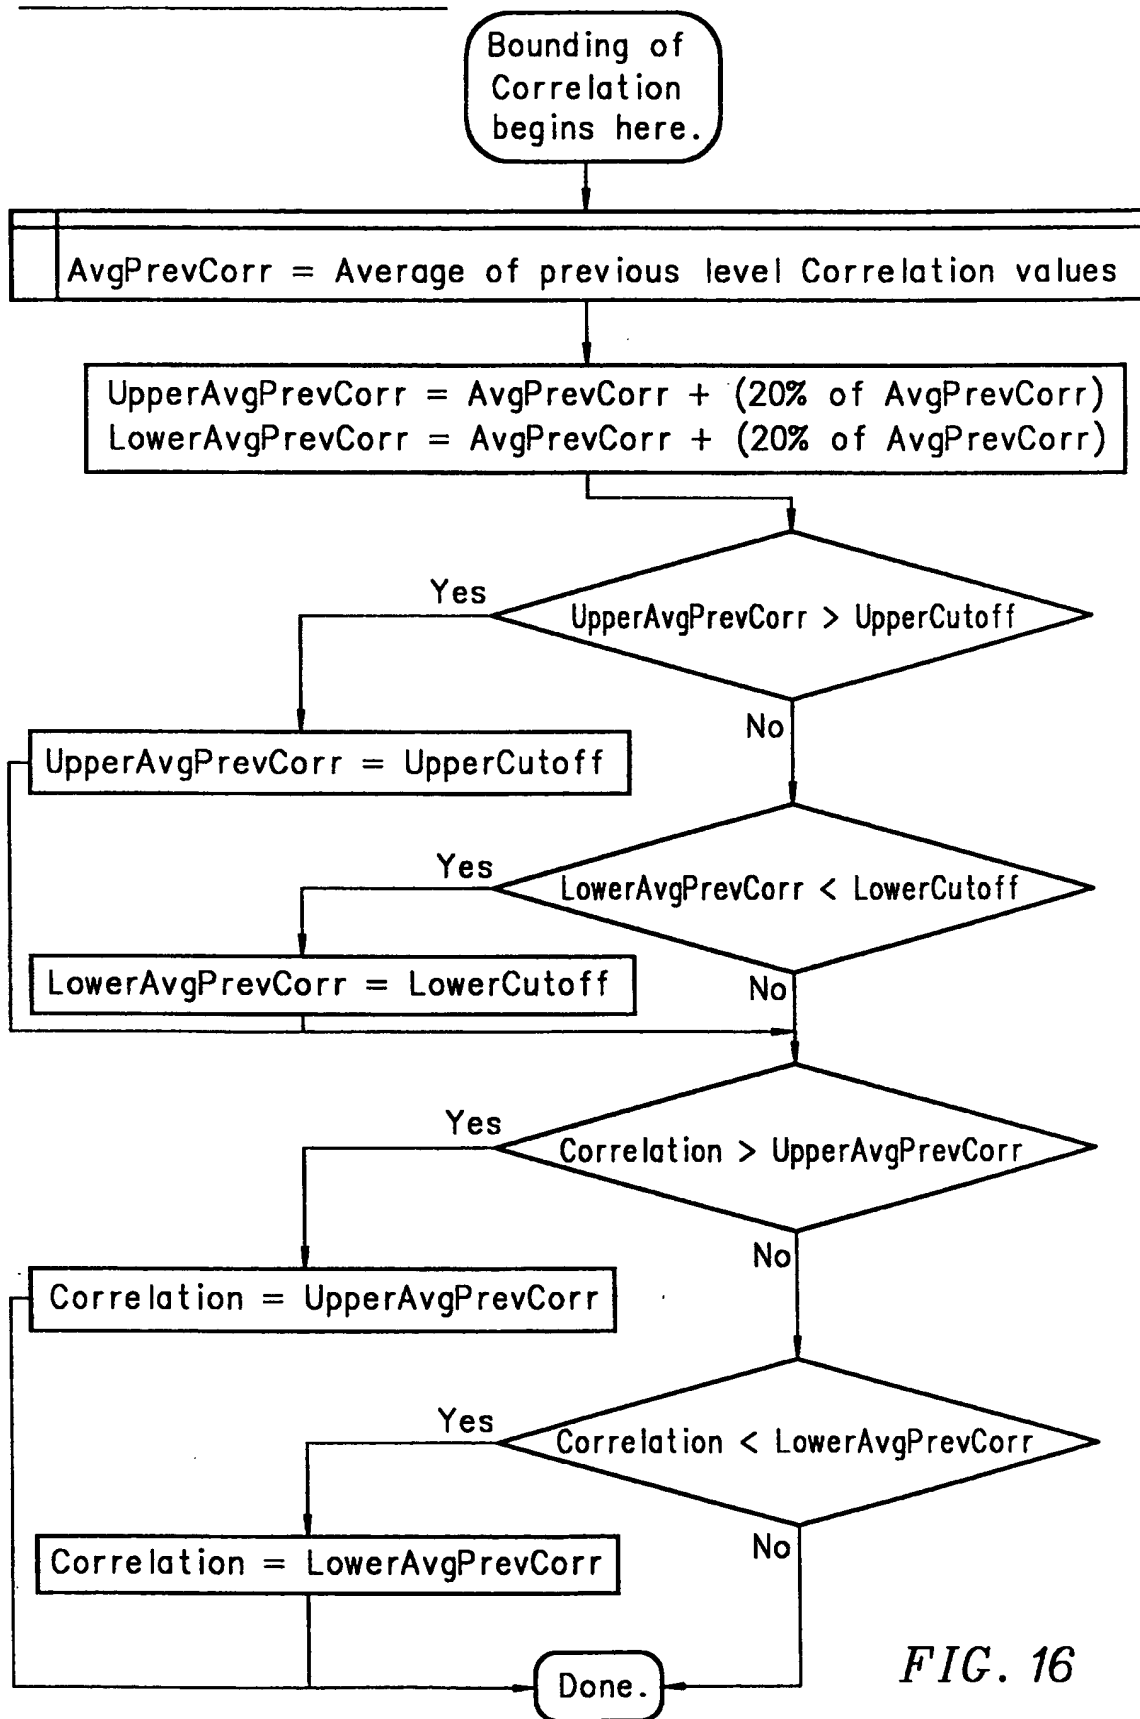 Bounding of
Correlation
begins here.
AvgPrevCorr = Average of previous level Correlation values
UpperAvgPrevCorr = AvgPrevCorr + (20% of AvgPrevCorr)
LowerAvgPrevCorr = AvgPrevCorr + (20% of AvgPrevCorr)
Yes
UpperAvgPrevCorr > UpperCutoff
No
UpperAvgPrevCorr = UpperCutoff
Yes
LowerAvgPrevCorr < LowerCutoff
LowerAvgPrevCorr = LowerCutoff
No
Yes
Correlation > UpperAvgPrevCorr
No
Correlation = UpperAvgPrevCorr
Yes
Correlation < LowerAvgPrevCorr
No
Correlation = LowerAvgPrevCorr
Done.
FIG. 16